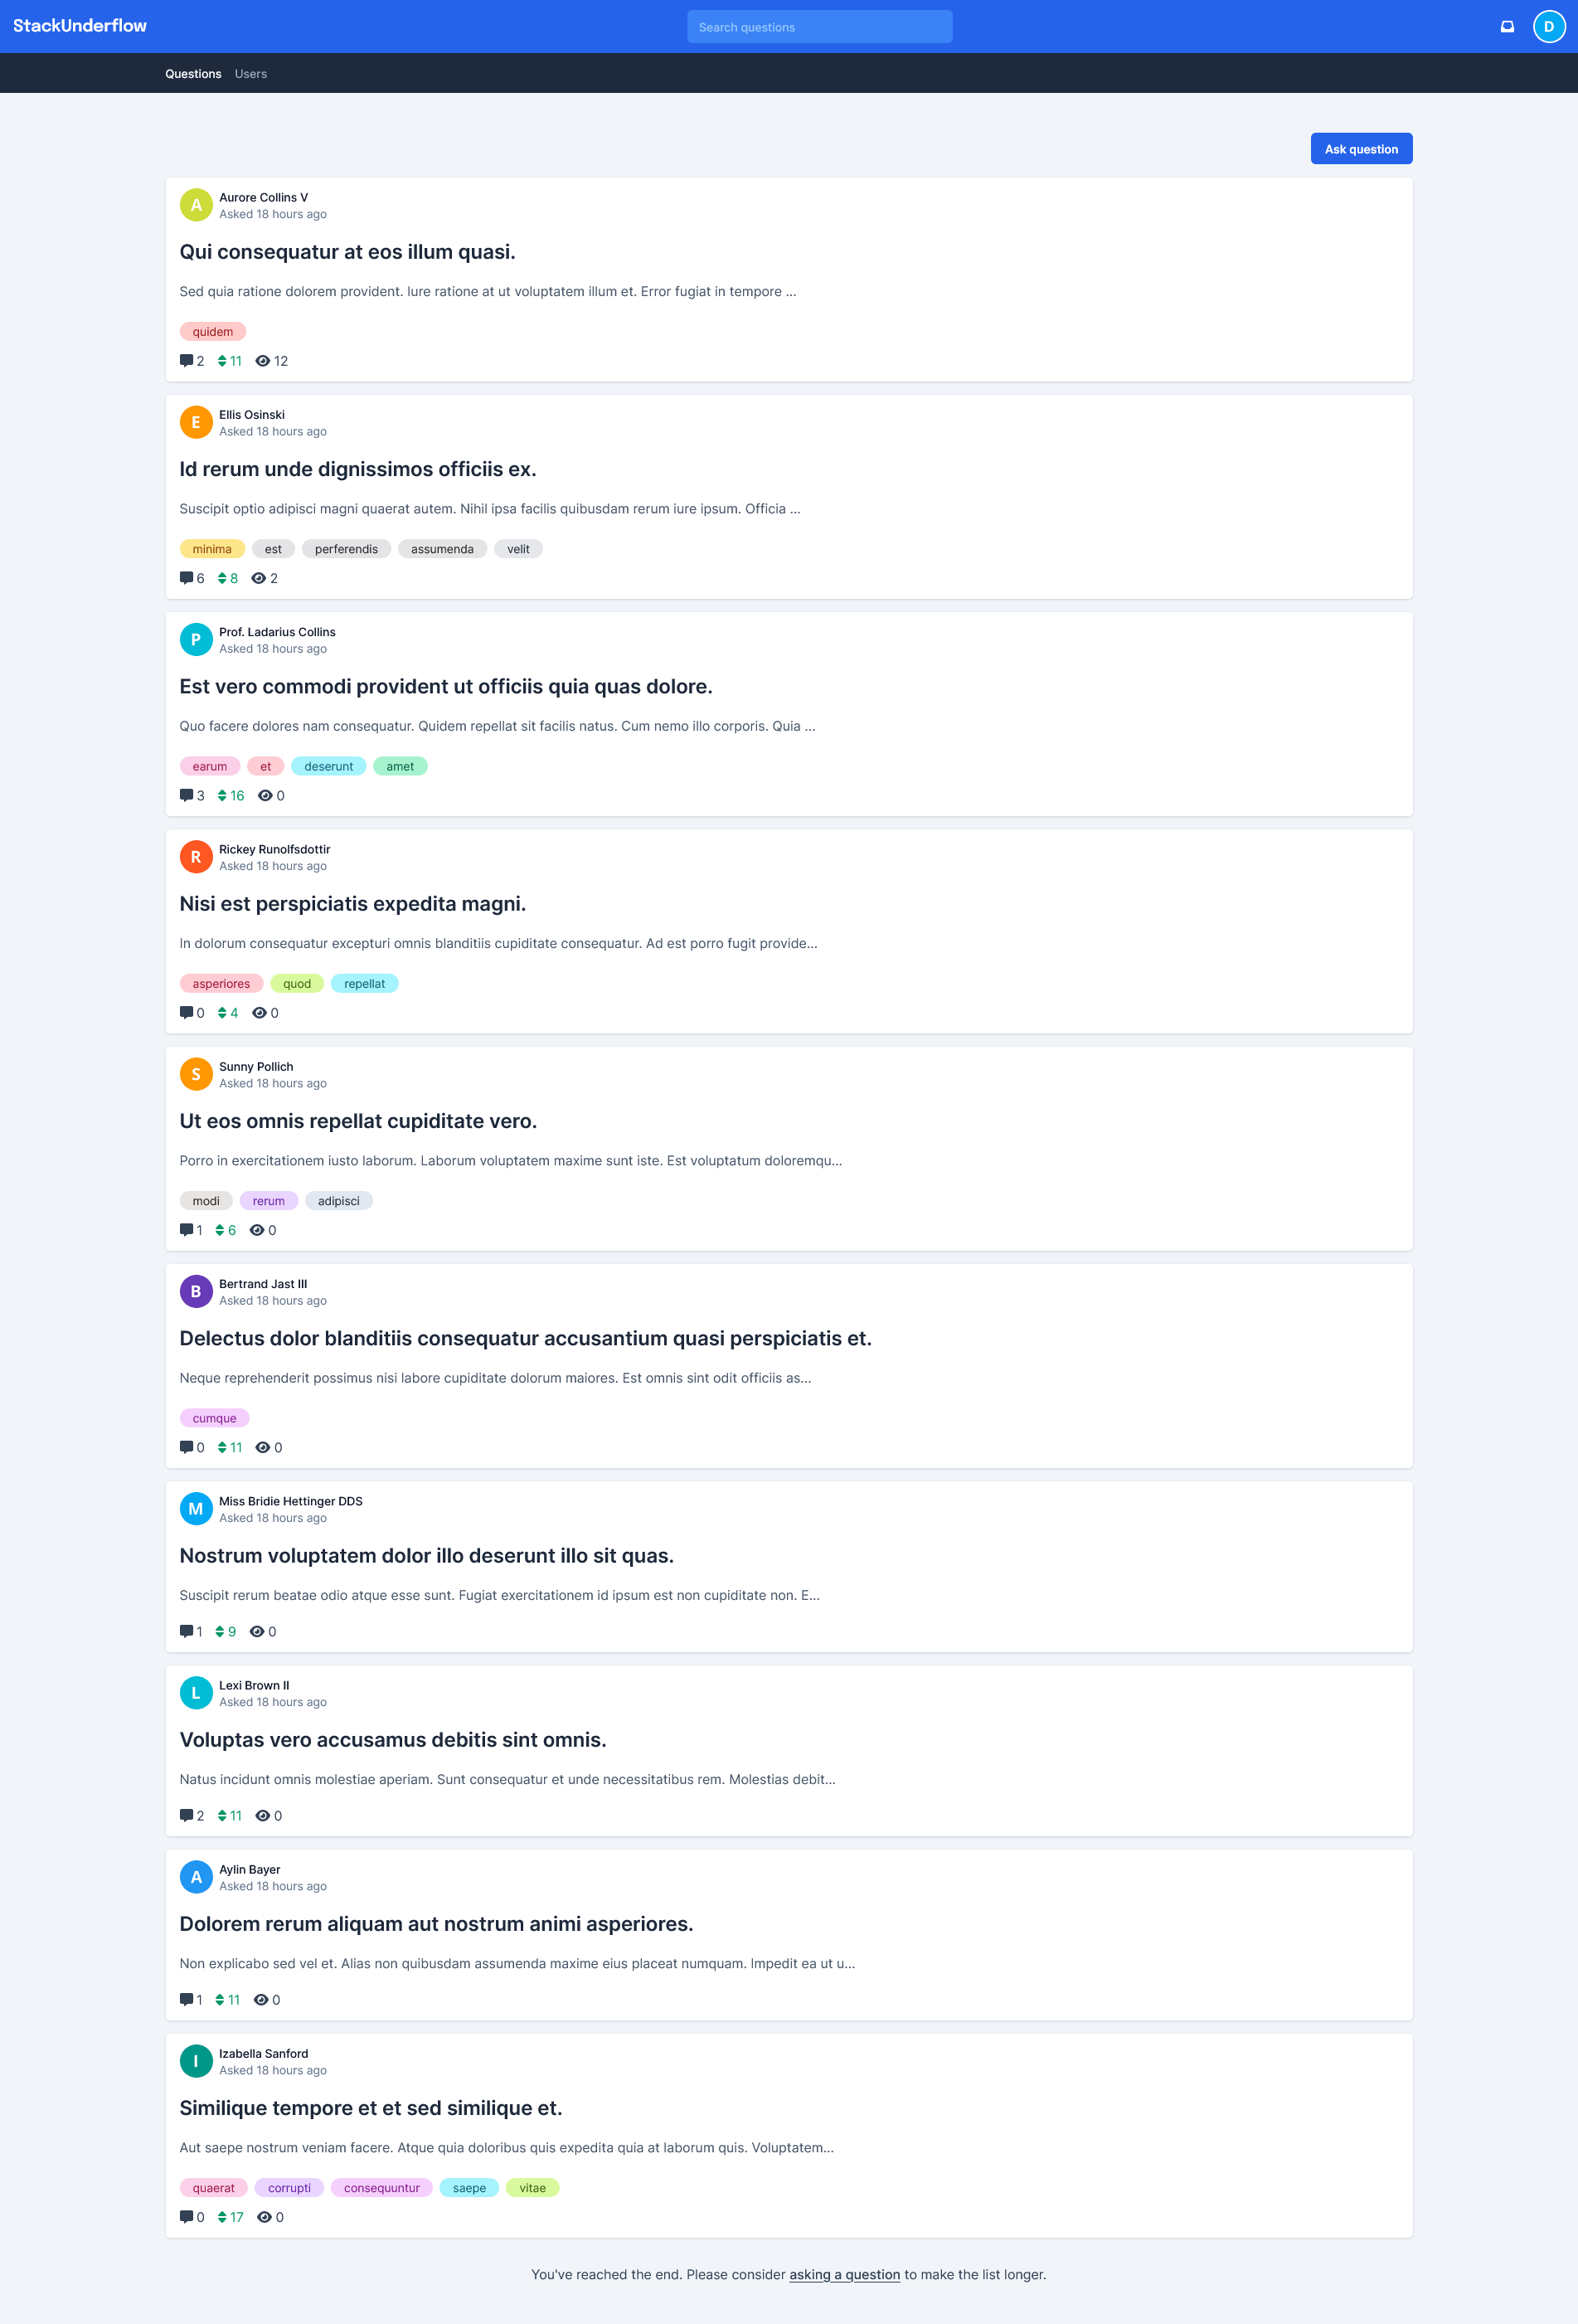 StackUnderflow
Search questions
D
Questions Users
Ask question
A
Aurore Collins V
Asked 18 hours ago
Qui consequatur at eos illum quasi.
Sed quia ratione dolorem provident. Iure ratione at ut voluptatem illum et. Error fugiat in tempore ...
quidem
2 11 12
E
Ellis Osinski
Asked 18 hours ago
Id rerum unde dignissimos officiis ex.
Suscipit optio adipisci magni quaerat autem. Nihil ipsa facilis quibusdam rerum iure ipsum. Officia ...
minima est perferendis assumenda velit
6 8 2
P
Prof. Ladarius Collins
Asked 18 hours ago
Est vero commodi provident ut officiis quia quas dolore.
Quo facere dolores nam consequatur. Quidem repellat sit facilis natus. Cum nemo illo corporis. Quia ...
earum et deserunt amet
3 16 0
R
Rickey Runolfsdottir
Asked 18 hours ago
Nisi est perspiciatis expedita magni.
In dolorum consequatur excepturi omnis blanditiis cupiditate consequatur. Ad est porro fugit provide...
asperiores quod repellat
0 4 0
S
Sunny Pollich
Asked 18 hours ago
Ut eos omnis repellat cupiditate vero.
Porro in exercitationem iusto laborum. Laborum voluptatem maxime sunt iste. Est voluptatum doloremqu...
modi rerum adipisci
1 6 0
B
Bertrand Jast III
Asked 18 hours ago
Delectus dolor blanditiis consequatur accusantium quasi perspiciatis et.
Neque reprehenderit possimus nisi labore cupiditate dolorum maiores. Est omnis sint odit officiis as...
cumque
0 11 0
M
Miss Bridie Hettinger DDS
Asked 18 hours ago
Nostrum voluptatem dolor illo deserunt illo sit quas.
Suscipit rerum beatae odio atque esse sunt. Fugiat exercitationem id ipsum est non cupiditate non. E...
1 9 0
L
Lexi Brown II
Asked 18 hours ago
Voluptas vero accusamus debitis sint omnis.
Natus incidunt omnis molestiae aperiam. Sunt consequatur et unde necessitatibus rem. Molestias debit...
2 11 0
A
Aylin Bayer
Asked 18 hours ago
Dolorem rerum aliquam aut nostrum animi asperiores.
Non explicabo sed vel et. Alias non quibusdam assumenda maxime eius placeat numquam. Impedit ea ut u...
1 11 0
I
Izabella Sanford
Asked 18 hours ago
Similique tempore et et sed similique et.
Aut saepe nostrum veniam facere. Atque quia doloribus quis expedita quia at laborum quis. Voluptatem...
quaerat corrupti consequuntur saepe vitae
0 17 0
You've reached the end. Please consider asking a question to make the list longer.